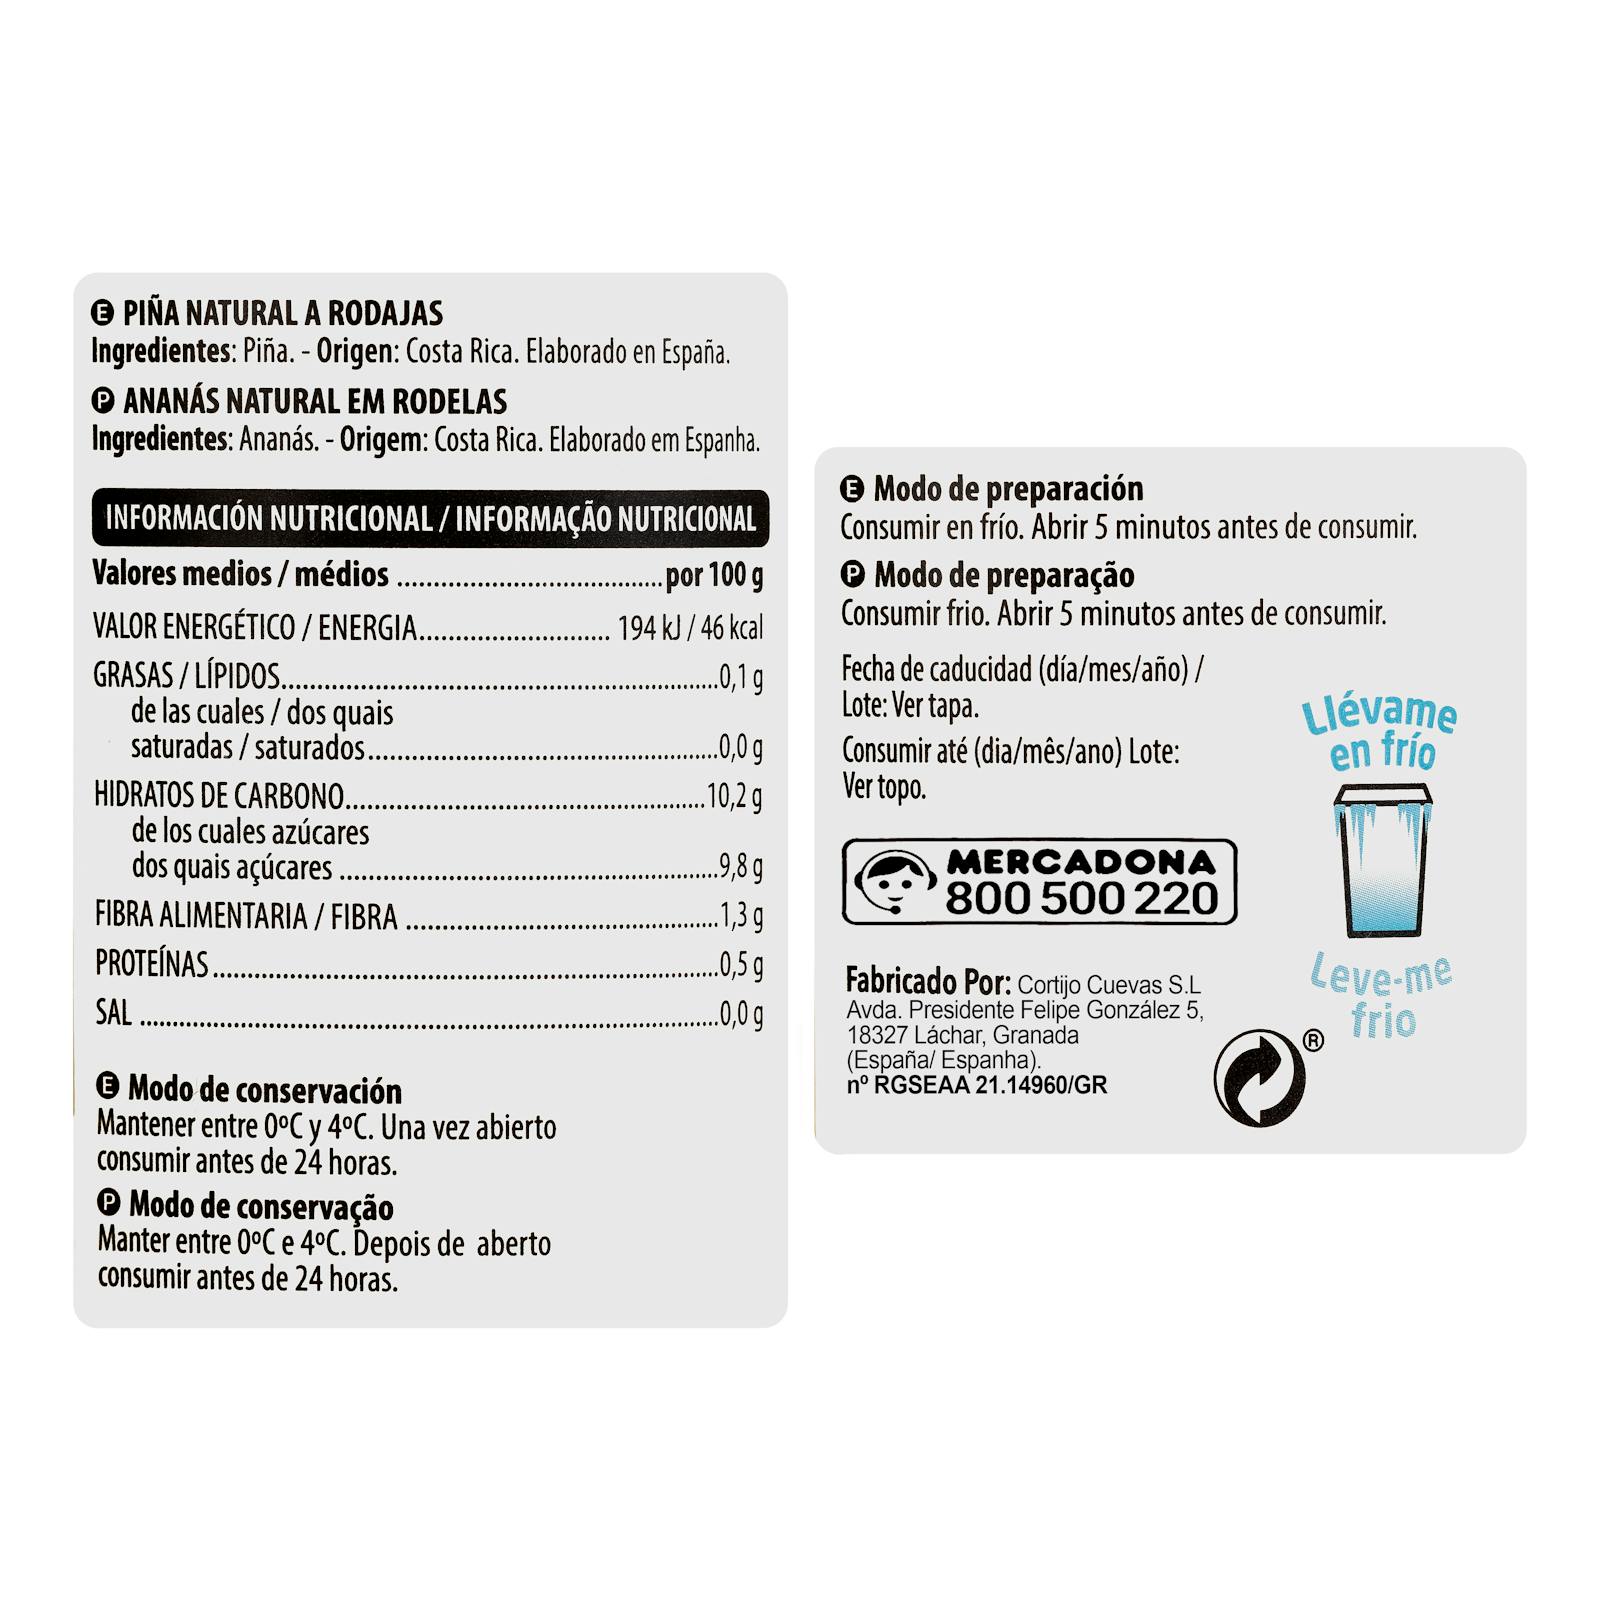 E PIÑA NATURAL A RODAJAS
Ingredientes: Piña. - Origen: Costa Rica. Elaborado en España.
P ANANÁS NATURAL EM RODELAS
Ingredientes: Ananás. - Origem: Costa Rica. Elaborado em Espanha.
INFORMACIÓN NUTRICIONAL / INFORMAÇÃO NUTRICIONAL
Valores medios / médios ........ por 100 g
VALOR ENERGÉTICO / ENERGIA........ 194 kJ / 46 kcal
GRASAS / LÍPIDOS........0,1 g
de las cuales / dos quais
saturadas / saturados........0,0 g
HIDRATOS DE CARBONO........10,2 g
de los cuales azúcares
dos quais açúcares ........9,8 g
FIBRA ALIMENTARIA / FIBRA ........1,3 g
PROTEÍNAS ........0,5 g
SAL ........0,0 g
E Modo de conservación
Mantener entre 0ºC y 4ºC. Una vez abierto
consumir antes de 24 horas.
P Modo de conservação
Manter entre 0ºC e 4ºC. Depois de aberto
consumir antes de 24 horas.
E Modo de preparación
Consumir en frío. Abrir 5 minutos antes de consumir.
P Modo de preparação
Consumir frio. Abrir 5 minutos antes de consumir.
Fecha de caducidad (día/mes/año) /
Lote: Ver tapa.
Consumir até (dia/mês/ano) Lote:
Ver topo.
Llévame
en frío
MERCADONA
800 500 220
Leve-me
frio
Fabricado Por: Cortijo Cuevas S.L
Avda. Presidente Felipe González 5,
18327 Láchar, Granada
(España/ Espanha).
nº RGSEAA 21.14960/GR
®